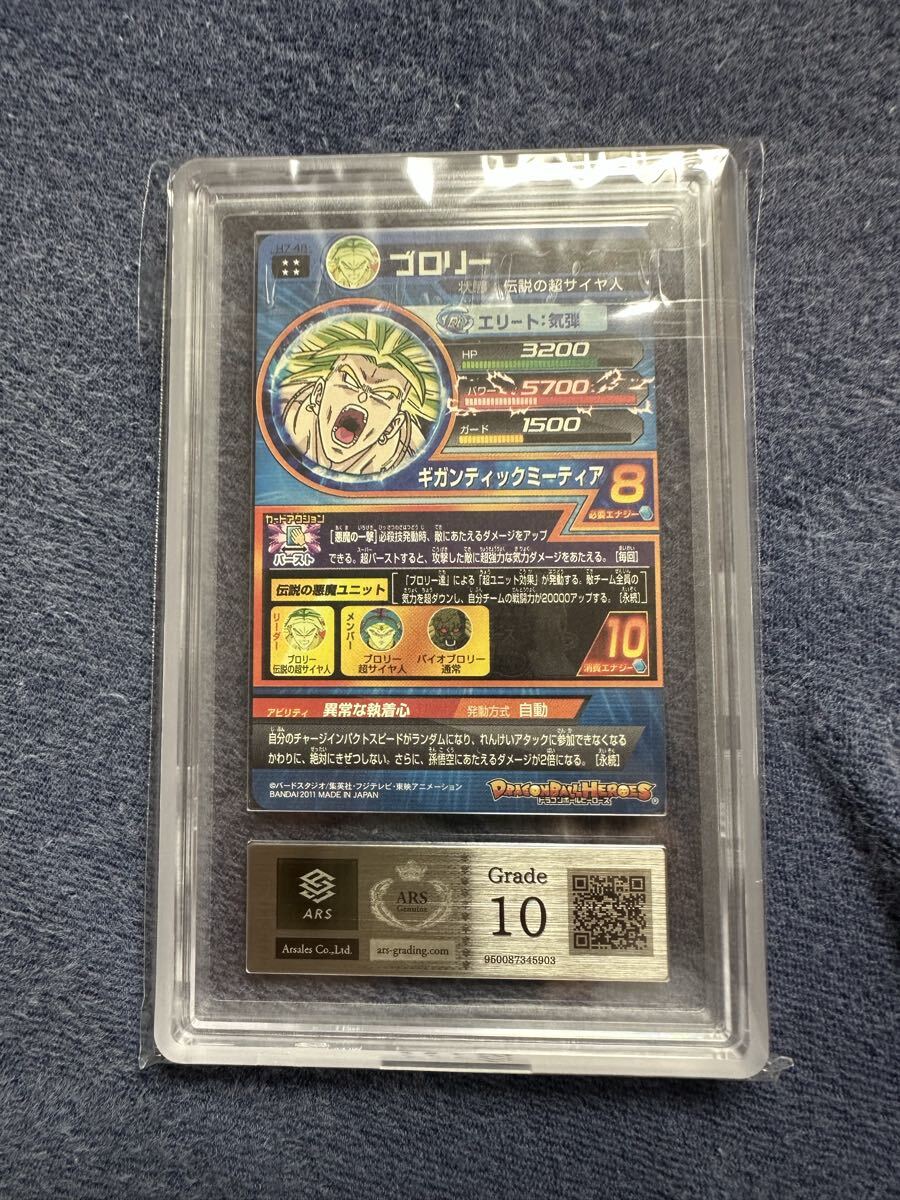 H7-48
ブロリー
状態 伝説の超サイヤ人
エリート:気弾
HP 3200
パワー 5700
ガード 1500
ギガンティックミーティア 8
必要エナジー
カードアクション
バースト
[悪魔の一撃] 必殺技発動時、敵にあたえるダメージをアップ
できる。超バーストすると、攻撃した敵に超強力な気力ダメージをあたえる。 [毎回]
伝説の悪魔ユニット
「ブロリー達」による「超ユニット効果」が発動する。敵チーム全員の
気力を超ダウンし、自分チームの戦闘力が20000アップする。 [永続]
リーダー
ブロリー
伝説の超サイヤ人
メンバー
ブロリー
超サイヤ人
バイオブロリー
通常
10
消費エナジー
アビリティ 異常な執着心 発動方式 自動
自分のチャージインパクトスピードがランダムになり、れんけいアタックに参加できなくなる
かわりに、絶対にきぜつしない。さらに、孫悟空にあたえるダメージが2倍になる。 [永続]
©バードスタジオ/集英社・フジテレビ・東映アニメーション
BANDAI 2011 MADE IN JAPAN
DRAGONBALL HEROES
ドラゴンボールヒーローズ
ARS
Arsales Co.,Ltd.
ARS
Genuine
ars-grading.com
Grade
10
950087345903